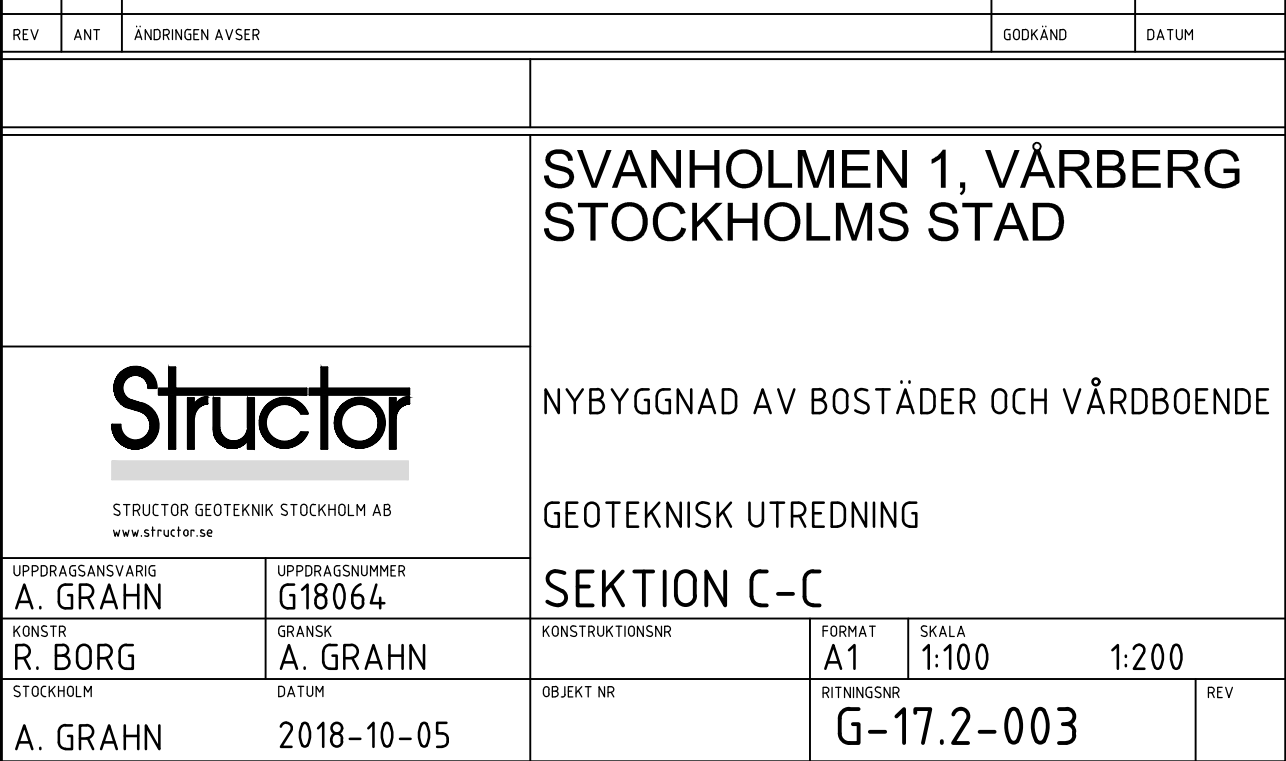 REV ANT ÄNDRINGEN AVSER GODKÄND DATUM
SVANHOLMEN 1, VÅRBERG
STOCKHOLMS STAD
Structor
STRUCTOR GEOTEKNIK STOCKHOLM AB
www.structor.se
NYBYGGNAD AV BOSTÄDER OCH VÅRDBOENDE
GEOTEKNISK UTREDNING
SEKTION C-C
UPPDRAGSANSVARIG UPPDRAGSNUMMER
A. GRAHN G18064
KONSTR GRANSK KONSTRUKTIONSNR FORMAT SKALA
R. BORG A. GRAHN A1 1:100 1:200
STOCKHOLM DATUM OBJEKT NR RITNINGSNR REV
A. GRAHN 2018-10-05 G-17.2-003